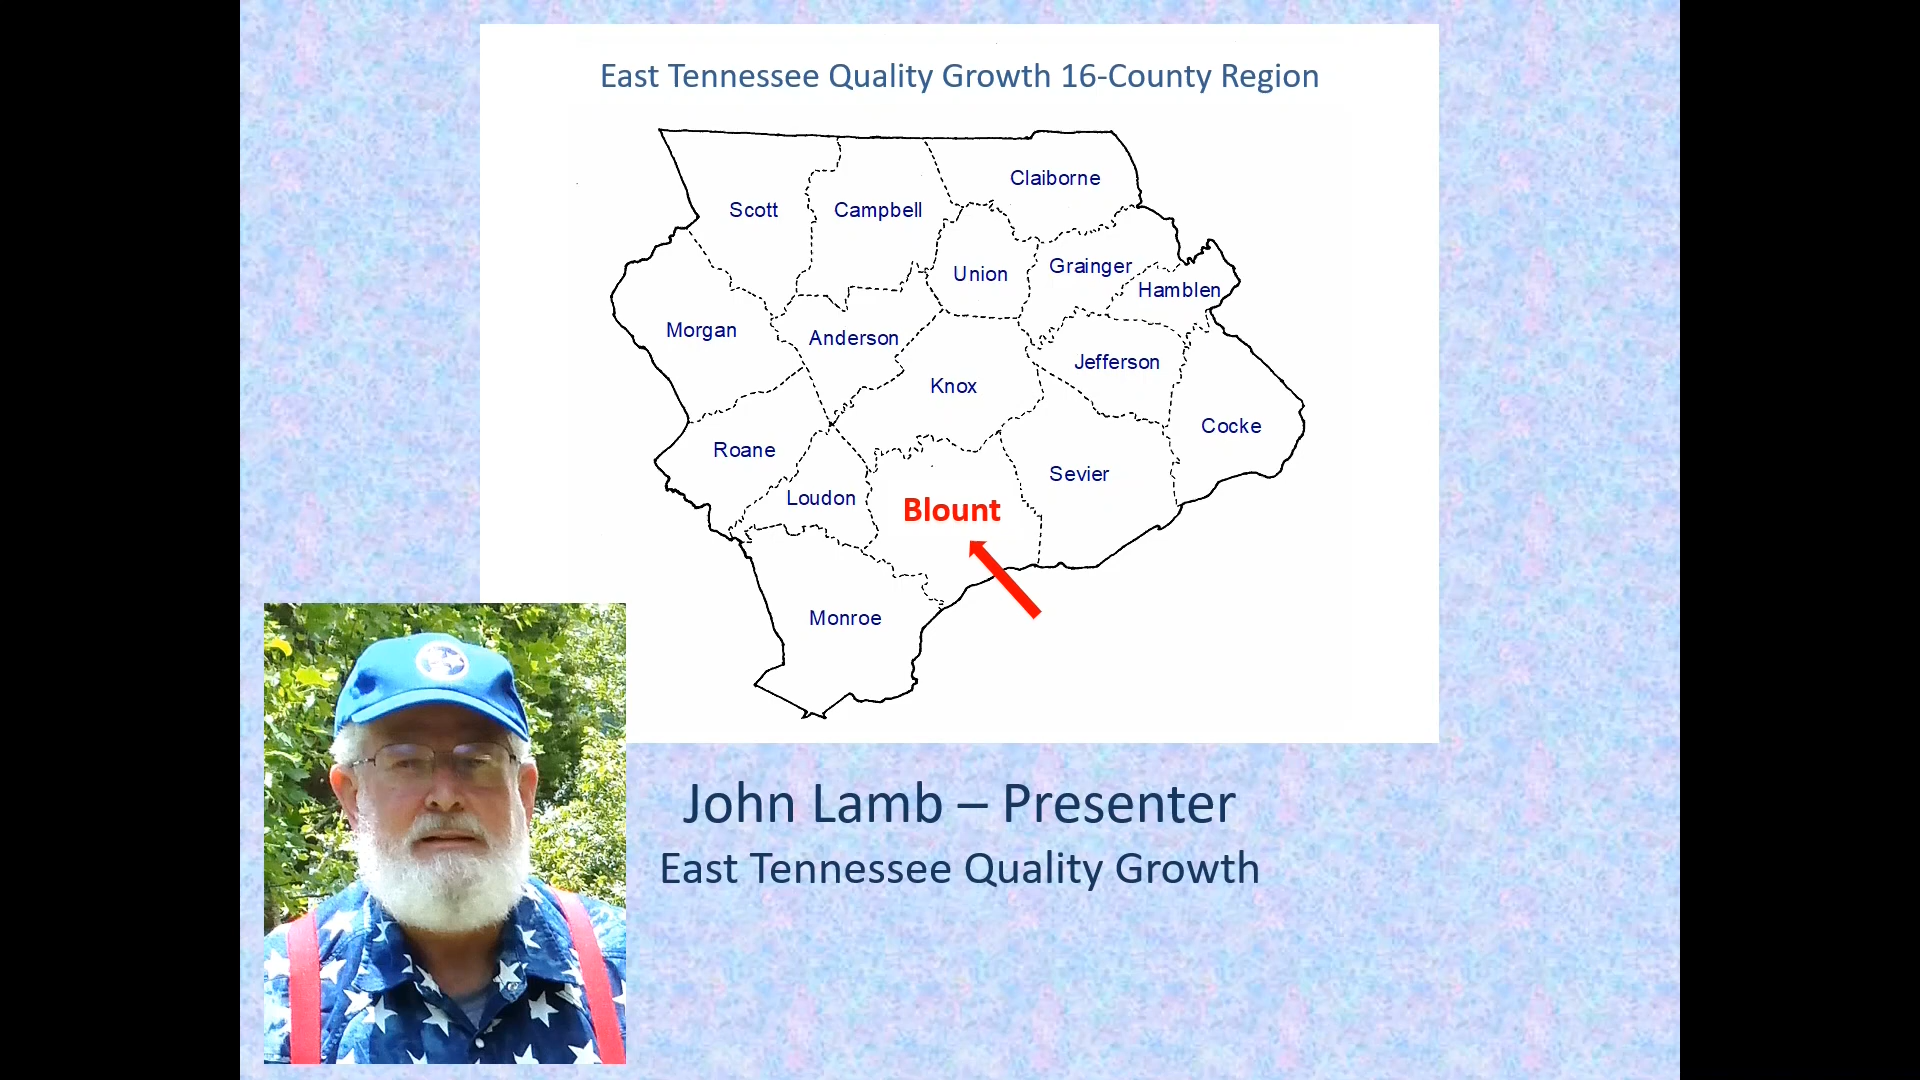 East Tennessee Quality Growth 16-County Region
Claiborne
Scott
Campbell
Union
Grainger
Hamblen
Morgan
Anderson
Jefferson
Knox
Cocke
Roane
Sevier
Loudon
Blount
Monroe
John Lamb – Presenter
East Tennessee Quality Growth